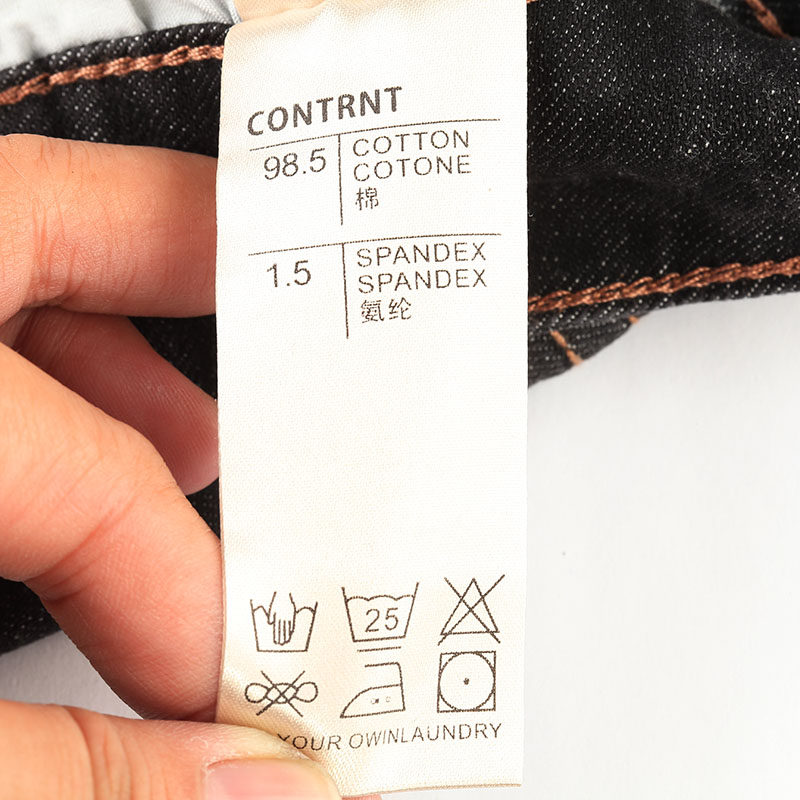 CONTRNT
98.5 COTTON
COTONE
棉
1.5 SPANDEX
SPANDEX
氨纶
25
YOUR OWINLAUNDRY